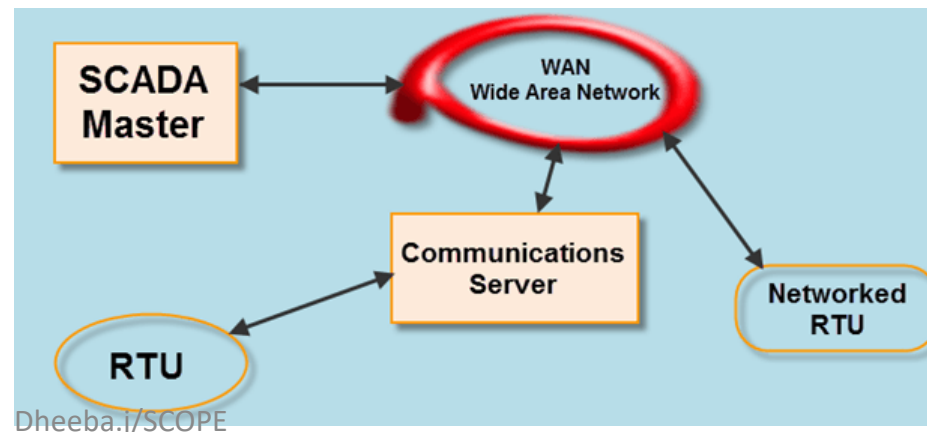 SCADA
Master
WAN
Wide Area Network
Communications
Server
Networked
RTU
RTU
Dheeba.j/SCOPE